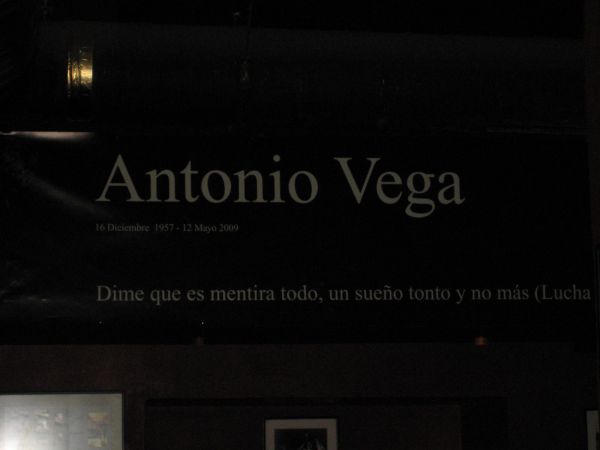 Antonio Vega
16 Diciembre 1957 - 12 Mayo 2009
Dime que es mentira todo, un sueño tonto y no más (Lucha